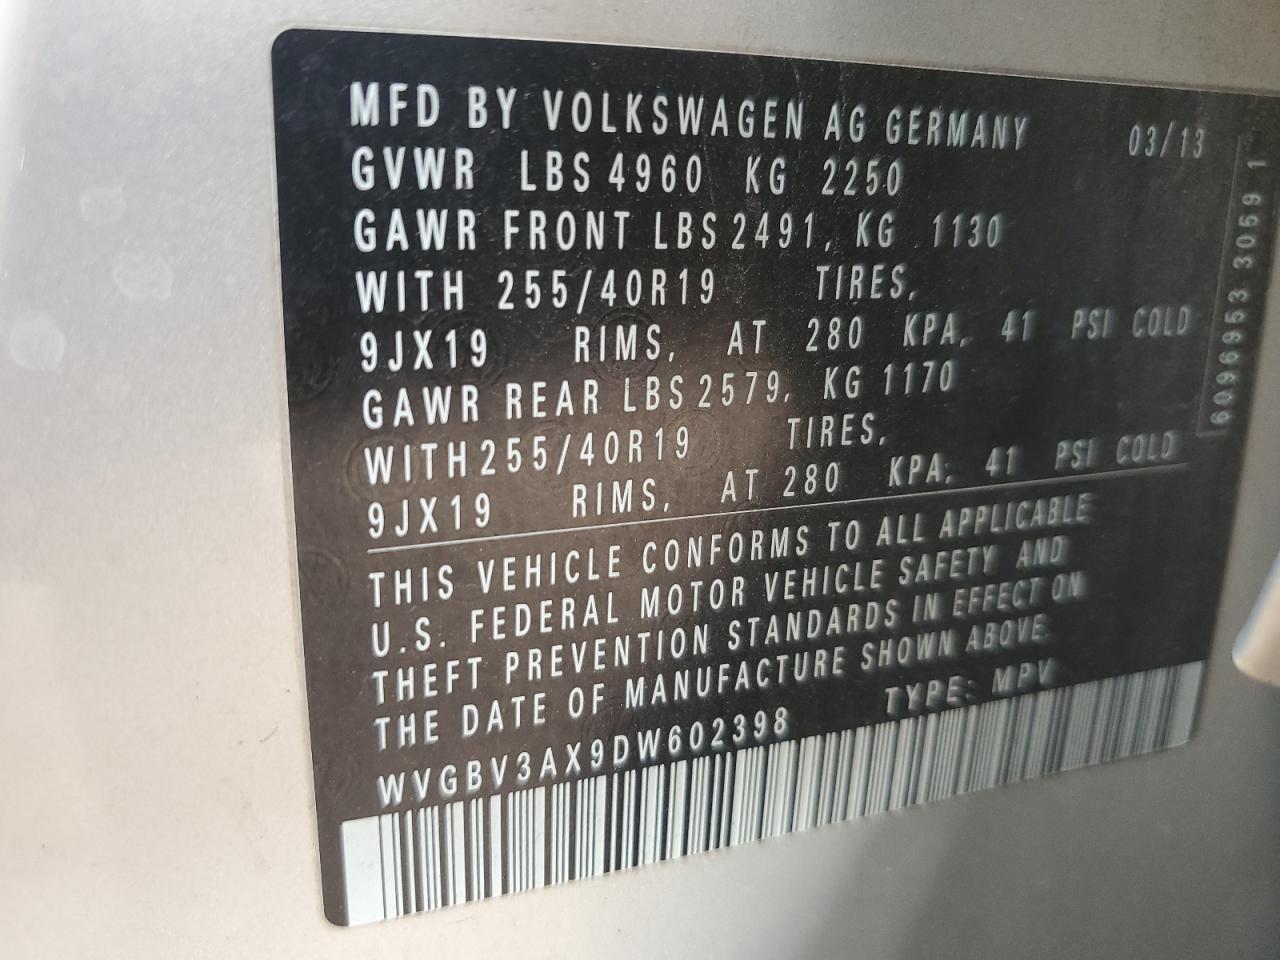 MFD BY VOLKSWAGEN AG GERMANY 03/13
GVWR LBS 4960 KG 2250
GAWR FRONT LBS 2491, KG 1130
WITH 255/40R19 TIRES,
9JX19 RIMS, AT 280 KPA, 41 PSI COLD
GAWR REAR LBS 2579, KG 1170
WITH 255/40R19 TIRES,
9JX19 RIMS, AT 280 KPA, 41 PSI COLD
THIS VEHICLE CONFORMS TO ALL APPLICABLE
U.S. FEDERAL MOTOR VEHICLE SAFETY AND
THEFT PREVENTION STANDARDS IN EFFECT ON
THE DATE OF MANUFACTURE SHOWN ABOVE.
WVGBV3AX9DW602398 TYPE: MPV
6096953 3059 1